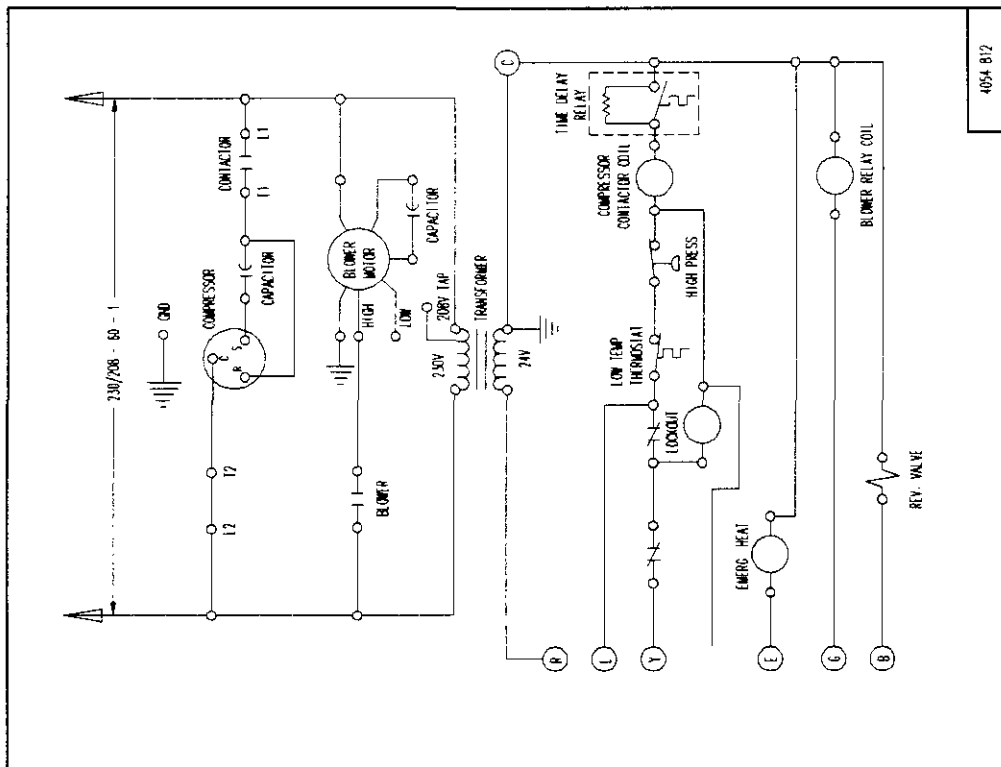 4054 B12
230/208 - 60 - 1
GND
COMPRESSOR
CAPACITOR
CONTACTOR
L1
T1
C
S
R
T2
L2
BLOWER
MOTOR
CAPACITOR
HIGH
LOW
BLOWER
208V TAP
230V
TRANSFORMER
24V
C
R
TIME DELAY
RELAY
COMPRESSOR
CONTACTOR COIL
HIGH PRESS
LOW TEMP
THERMOSTAT
LOCKOUT
L
Y
EMERG HEAT
E
BLOWER RELAY COIL
G
REV. VALVE
B